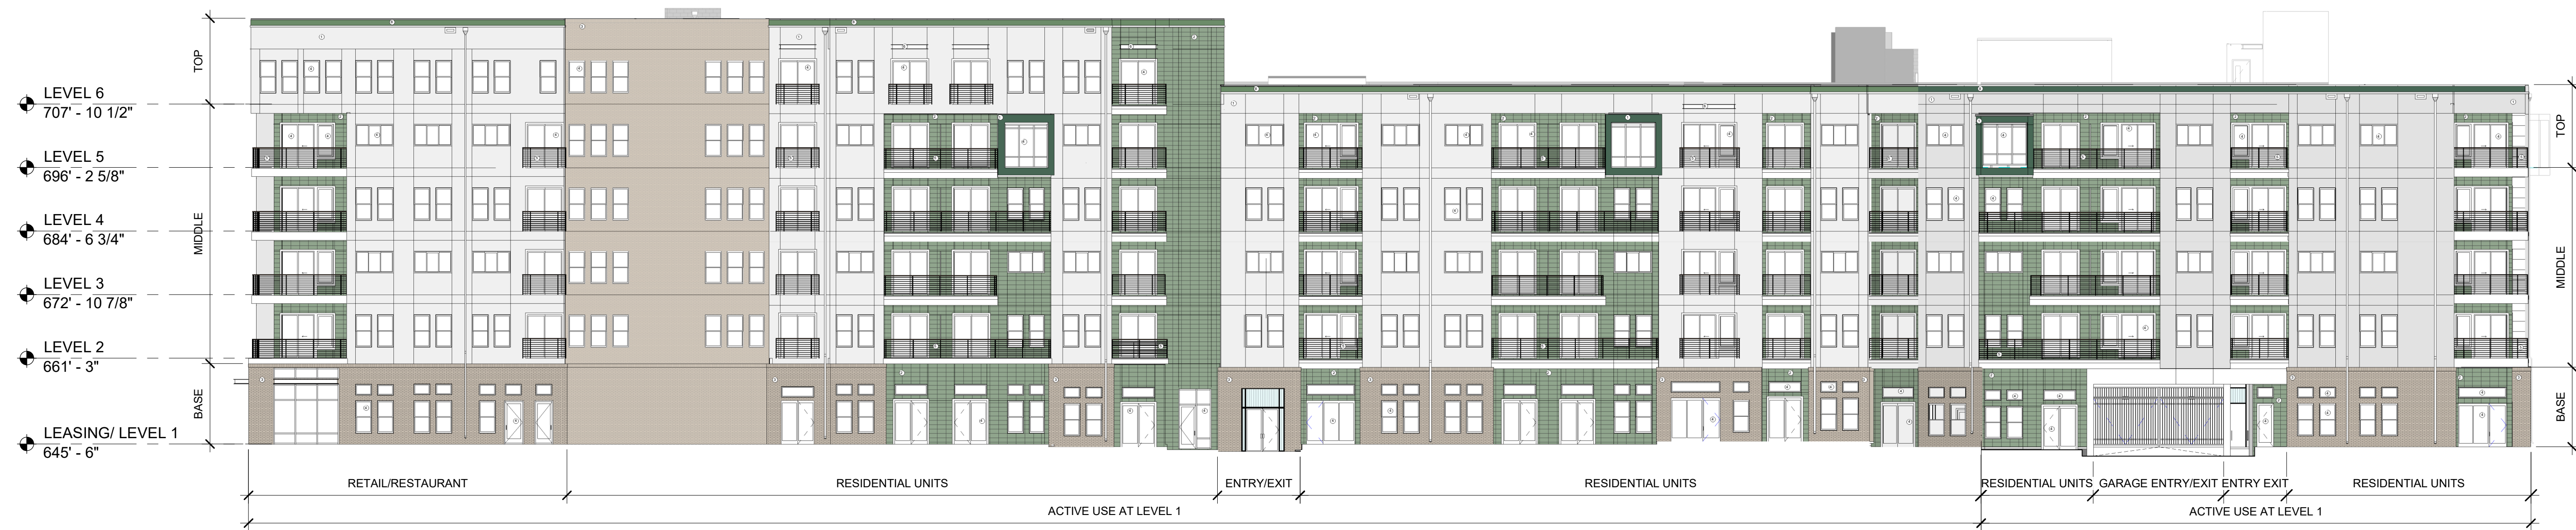 TOP
LEVEL 6
707' - 10 1/2"
TOP
LEVEL 5
696' - 2 5/8"
MIDDLE
LEVEL 4
684' - 6 3/4"
MIDDLE
LEVEL 3
672' - 10 7/8"
LEVEL 2
661' - 3"
BASE
BASE
LEASING/ LEVEL 1
645' - 6"
RETAIL/RESTAURANT
RESIDENTIAL UNITS
ENTRY/EXIT
RESIDENTIAL UNITS
RESIDENTIAL UNITS
GARAGE ENTRY/EXIT
ENTRY EXIT
RESIDENTIAL UNITS
ACTIVE USE AT LEVEL 1
ACTIVE USE AT LEVEL 1